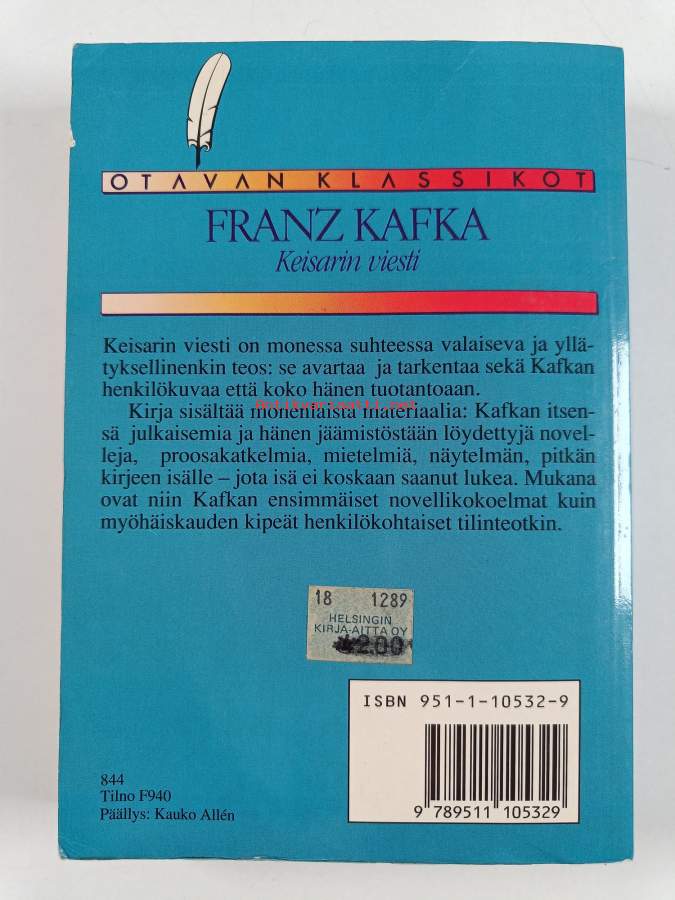 OTAVAN KLASSIKOT
FRANZ KAFKA
Keisarin viesti
Keisarin viesti on monessa suhteessa valaiseva ja yllä-
tyksellinenkin teos: se avartaa ja tarkentaa sekä Kafkan
henkilökuvaa että koko hänen tuotantoaan.
Antikvariaatti.net
Kirja sisältää monenlaista materiaalia: Kafkan itsen-
sä julkaisemia ja hänen jäämistöstään löydettyjä novel-
leja, proosakatkelmia, mietelmiä, näytelmän, pitkän
kirjeen isälle – jota isä ei koskaan saanut lukea. Mukana
ovat niin Kafkan ensimmäiset novellikokoelmat kuin
myöhäiskauden kipeät henkilökohtaiset tilinteotkin.
18 1289
HELSINGIN
KIRJA-AITTA OY
ISBN 951-1-10532-9
9 789511 105329
844
Tilno F940
Päällys: Kauko Allén